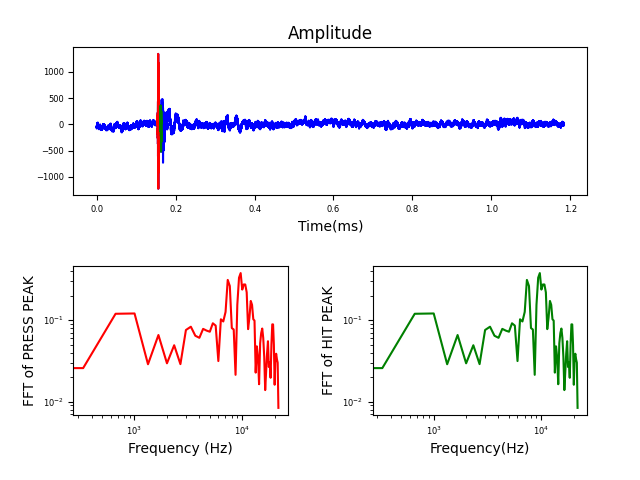 Amplitude
1000
500
0
−500
−1000
0.0 0.2 0.4 0.6 0.8 1.0 1.2
Time(ms)
FFT of PRESS PEAK
10⁻¹
10⁻²
10³ 10⁴
Frequency (Hz)
FFT of HIT PEAK
10⁻¹
10⁻²
10³ 10⁴
Frequency(Hz)